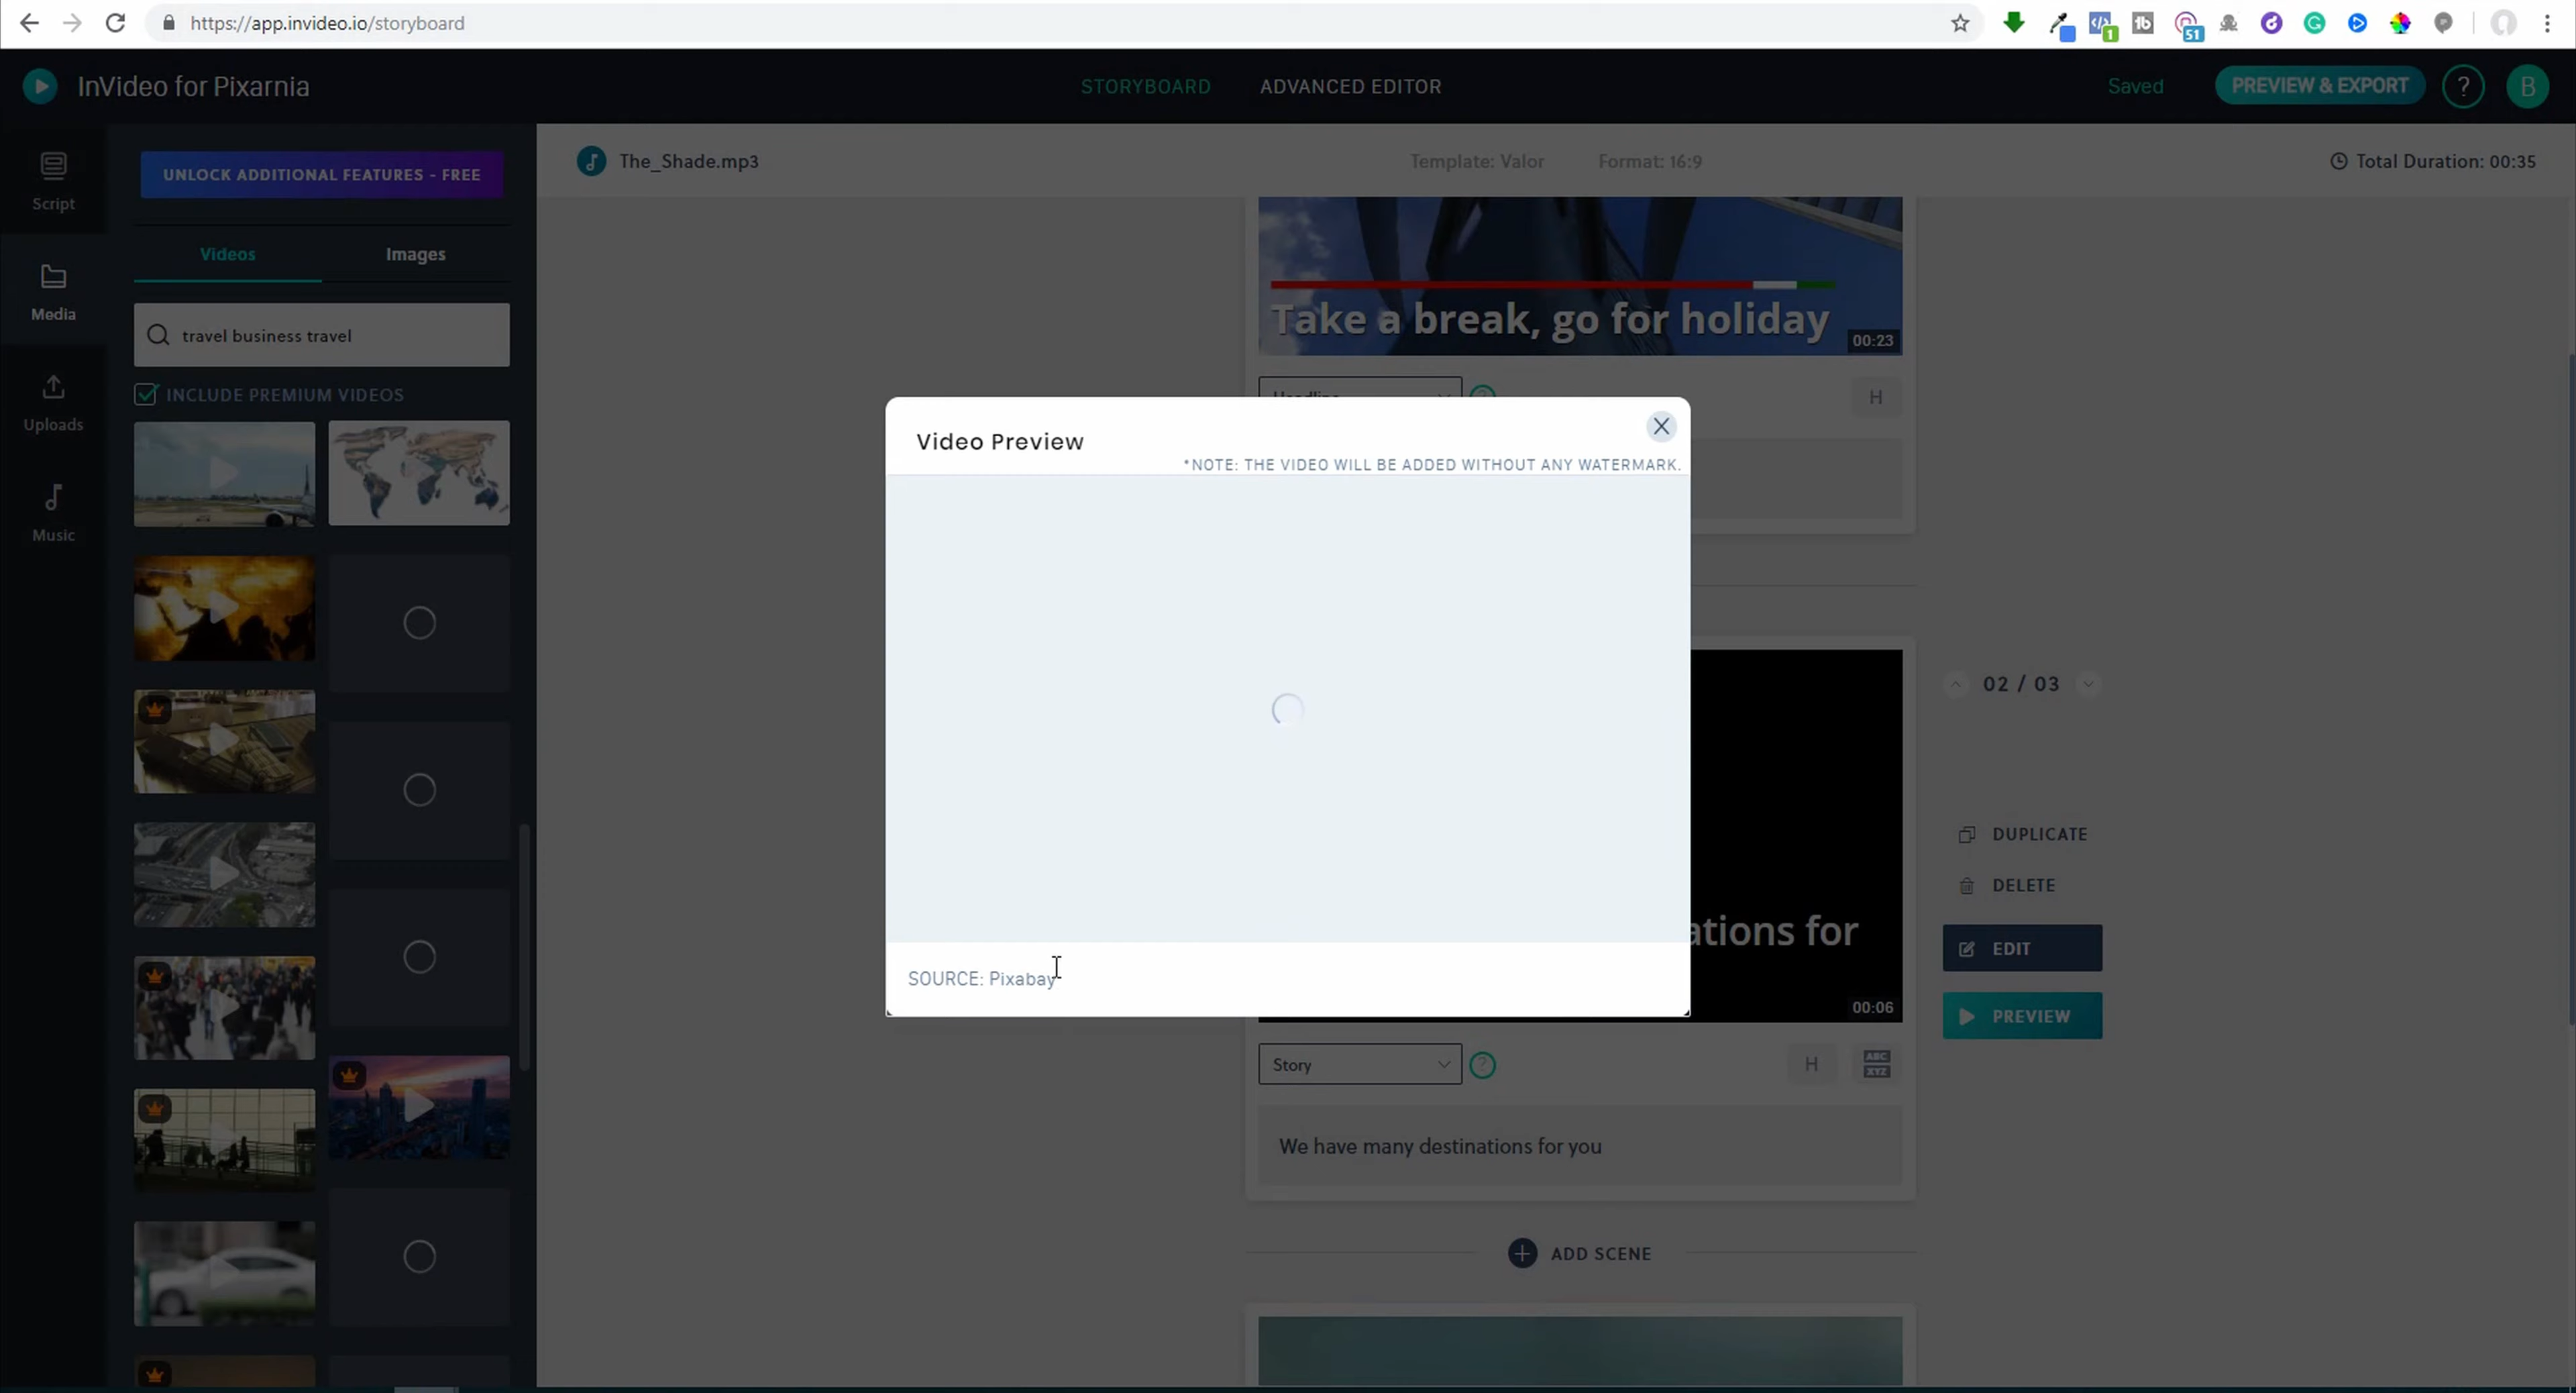 https://app.invideo.io/storyboard
1
51
InVideo for Pixarnia
STORYBOARD
ADVANCED EDITOR
Saved
PREVIEW & EXPORT
?
B
Script
Media
Uploads
Music
UNLOCK ADDITIONAL FEATURES - FREE
Videos
Images
travel business travel
INCLUDE PREMIUM VIDEOS
The_Shade.mp3
Template: Valor
Format: 16:9
Total Duration: 00:35
Take a break, go for holiday
00:23
H
Video Preview
*NOTE: THE VIDEO WILL BE ADDED WITHOUT ANY WATERMARK.
SOURCE: Pixabay
for
00:06
02 / 03
DUPLICATE
DELETE
EDIT
PREVIEW
Story
?
H
ABC
XYZ
We have many destinations for you
ADD SCENE